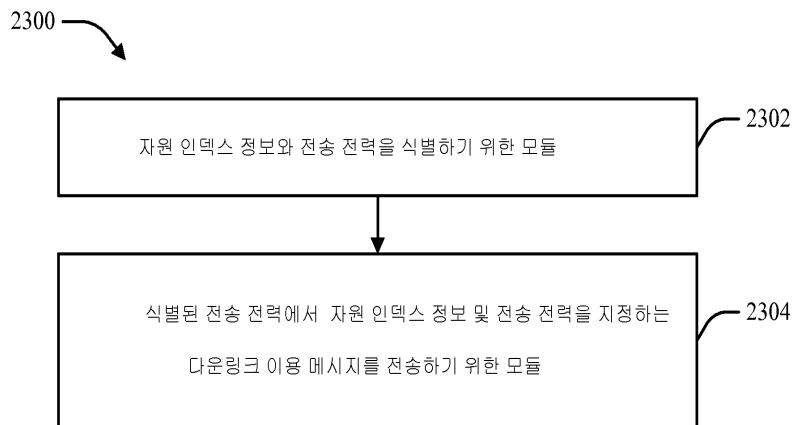 2300
2302
자원 인덱스 정보와 전송 전력을 식별하기 위한 모듈
2304
식별된 전송 전력에서 자원 인덱스 정보 및 전송 전력을 지정하는
다운링크 이용 메시지를 전송하기 위한 모듈